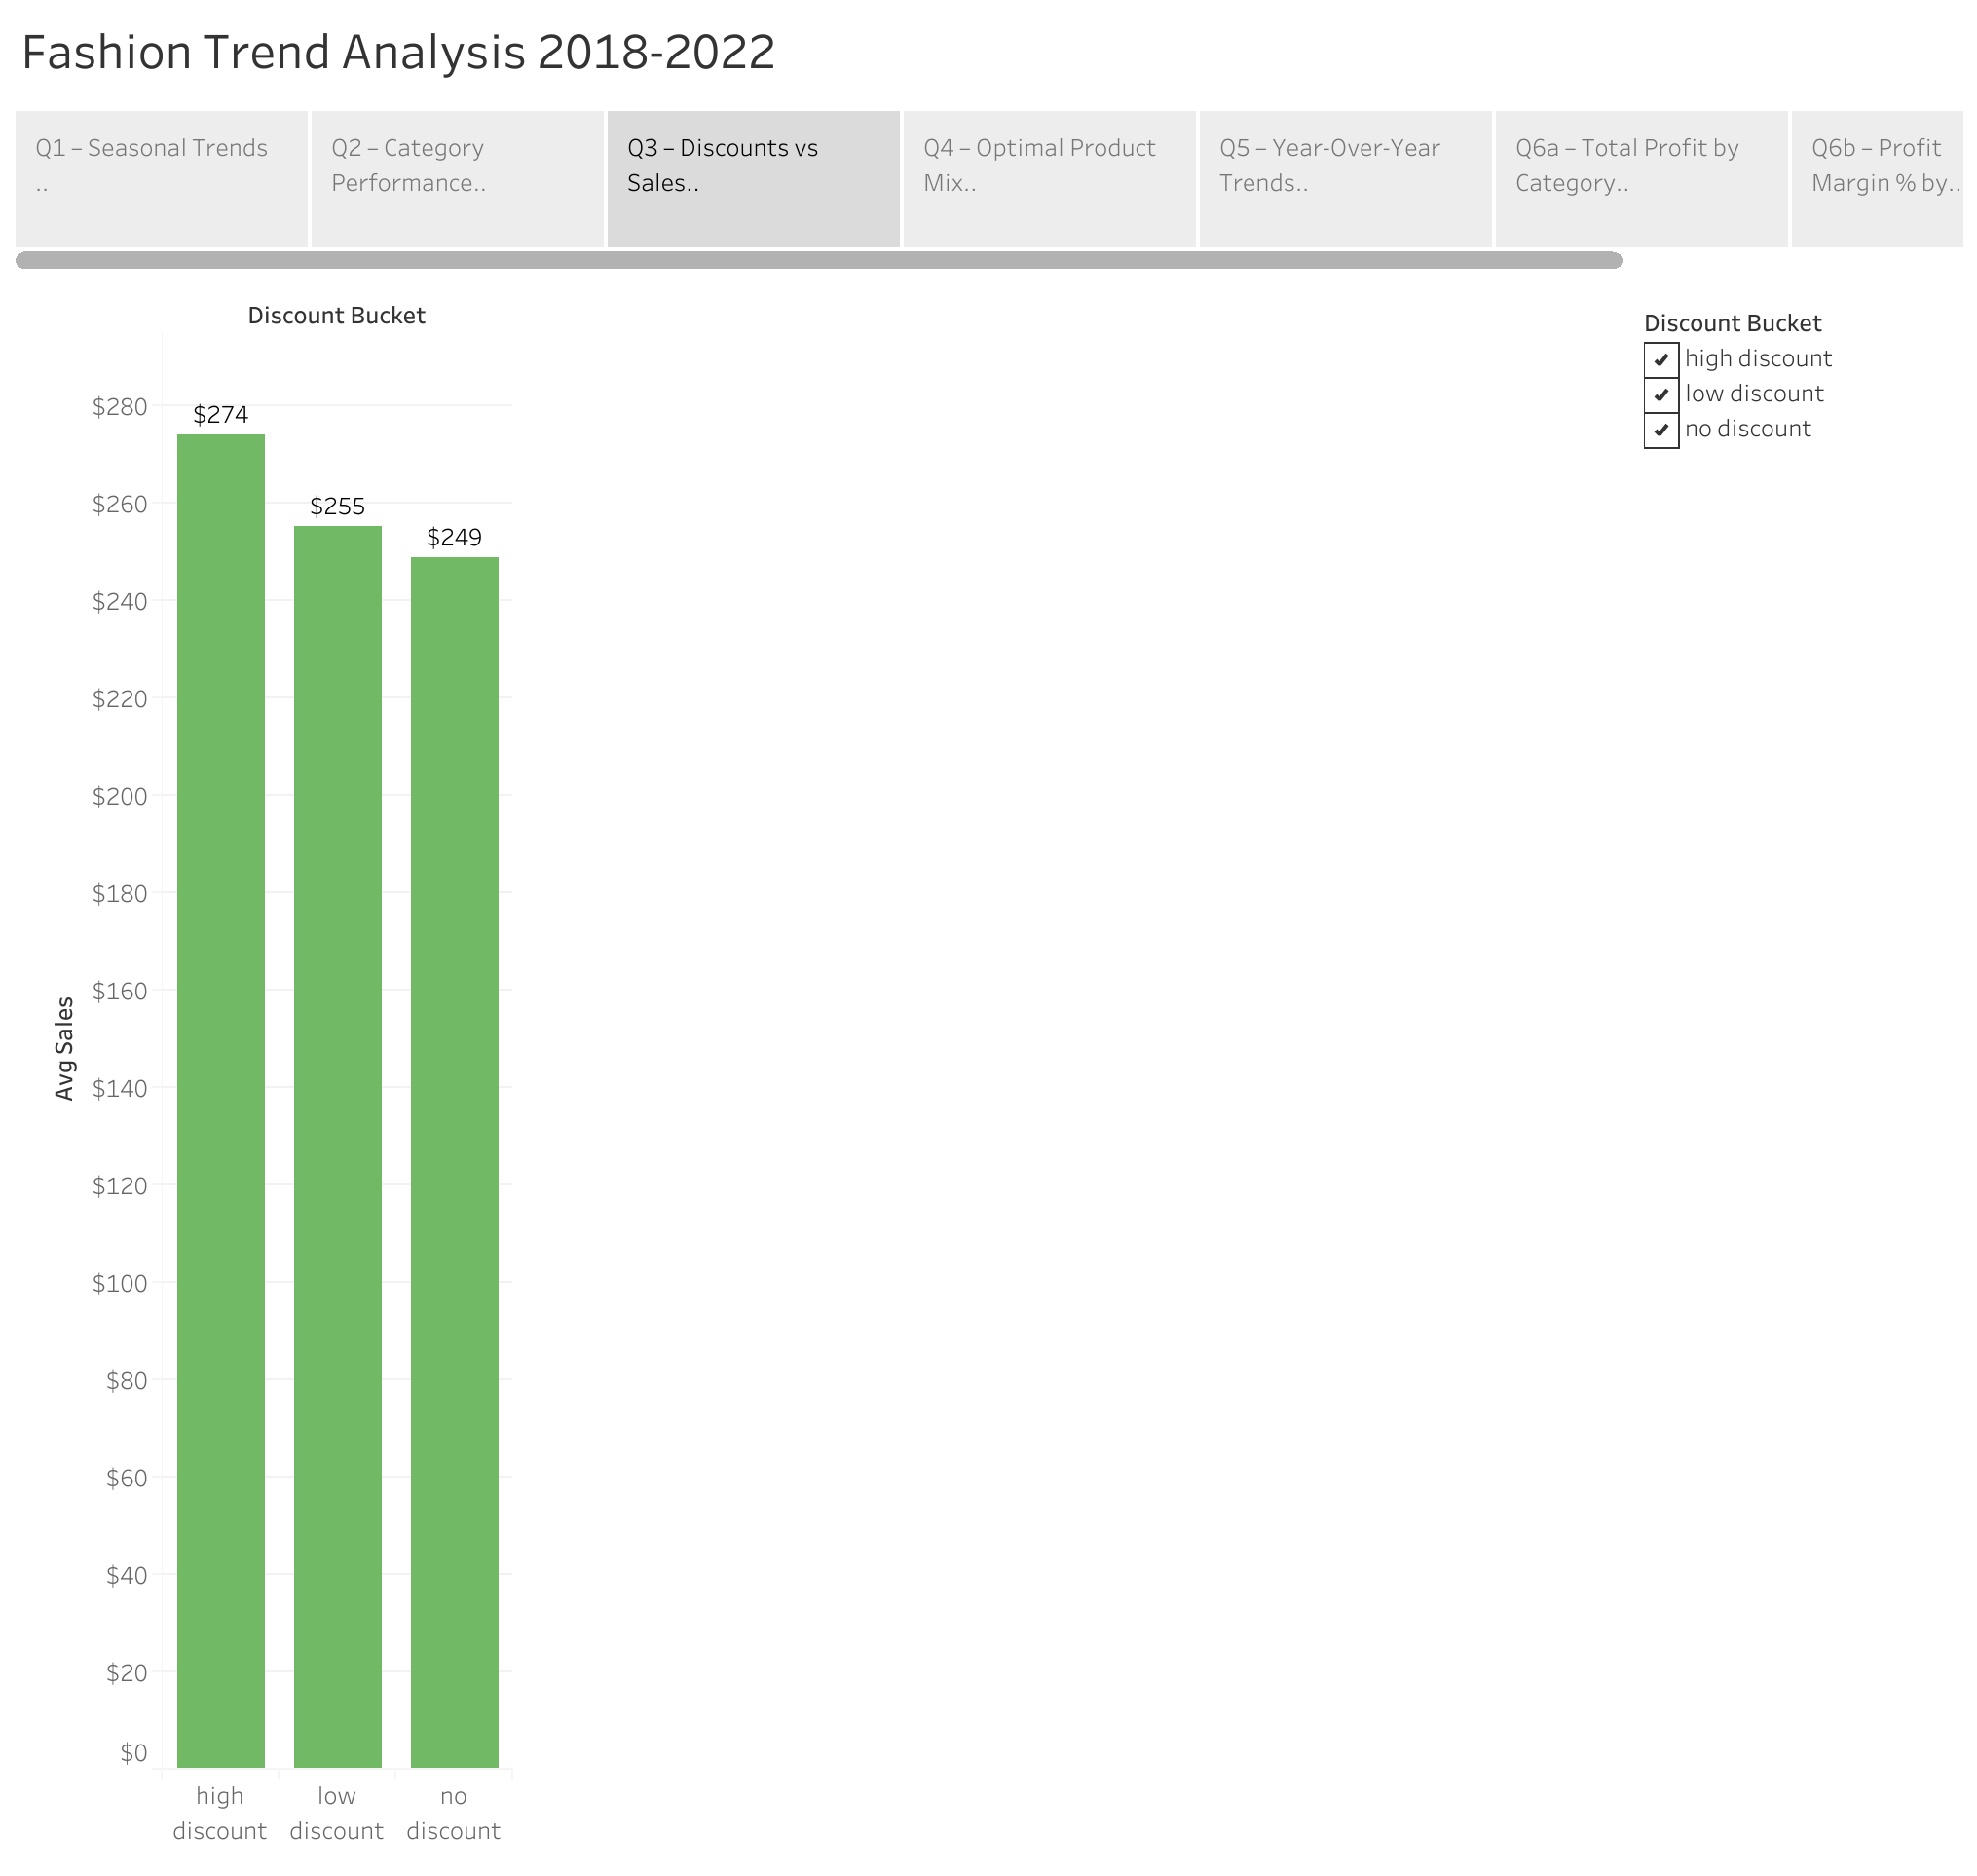 Fashion Trend Analysis 2018-2022
Q1 – Seasonal Trends
..
Q2 – Category
Performance..
Q3 – Discounts vs
Sales..
Q4 – Optimal Product
Mix..
Q5 – Year-Over-Year
Trends..
Q6a – Total Profit by
Category..
Q6b – Profit
Margin % by..
Discount Bucket
Discount Bucket
high discount
low discount
no discount
$280
$260
$240
$220
$200
$180
$160
$140
$120
$100
$80
$60
$40
$20
$0
Avg Sales
$274
$255
$249
high
discount
low
discount
no
discount